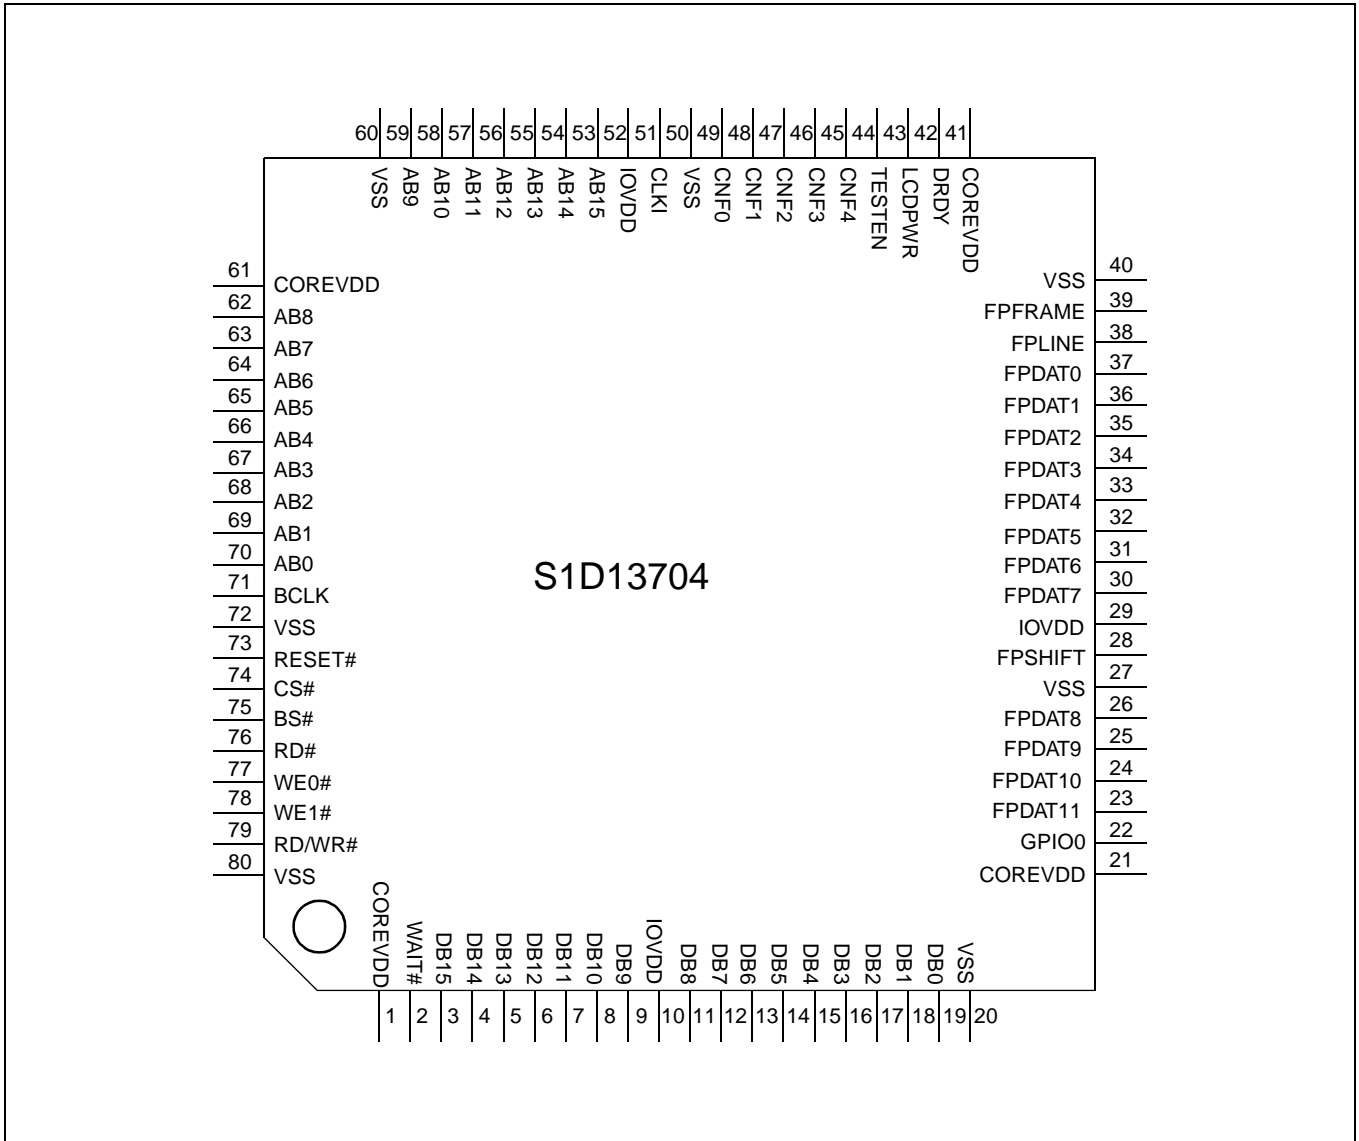 60 59 58 57 56 55 54 53 52 51 50 49 48 47 46 45 44 43 42 41
VSS AB9 AB10 AB11 AB12 AB13 AB14 AB15 IOVDD CLKI VSS CNF0 CNF1 CNF2 CNF3 CNF4 TESTEN LCDPWR DRDY COREVDD
61 COREVDD
62 AB8
63 AB7
64 AB6
65 AB5
66 AB4
67 AB3
68 AB2
69 AB1
70 AB0
71 BCLK
72 VSS
73 RESET#
74 CS#
75 BS#
76 RD#
77 WE0#
78 WE1#
79 RD/WR#
80 VSS
S1D13704
VSS 40
FPFRAME 39
FPLINE 38
FPDAT0 37
FPDAT1 36
FPDAT2 35
FPDAT3 34
FPDAT4 33
FPDAT5 32
FPDAT6 31
FPDAT7 30
IOVDD 29
FPSHIFT 28
VSS 27
FPDAT8 26
FPDAT9 25
FPDAT10 24
FPDAT11 23
GPIO0 22
COREVDD 21
COREVDD WAIT# DB15 DB14 DB13 DB12 DB11 DB10 DB9 IOVDD DB8 DB7 DB6 DB5 DB4 DB3 DB2 DB1 DB0 VSS
1 2 3 4 5 6 7 8 9 10 11 12 13 14 15 16 17 18 19 20